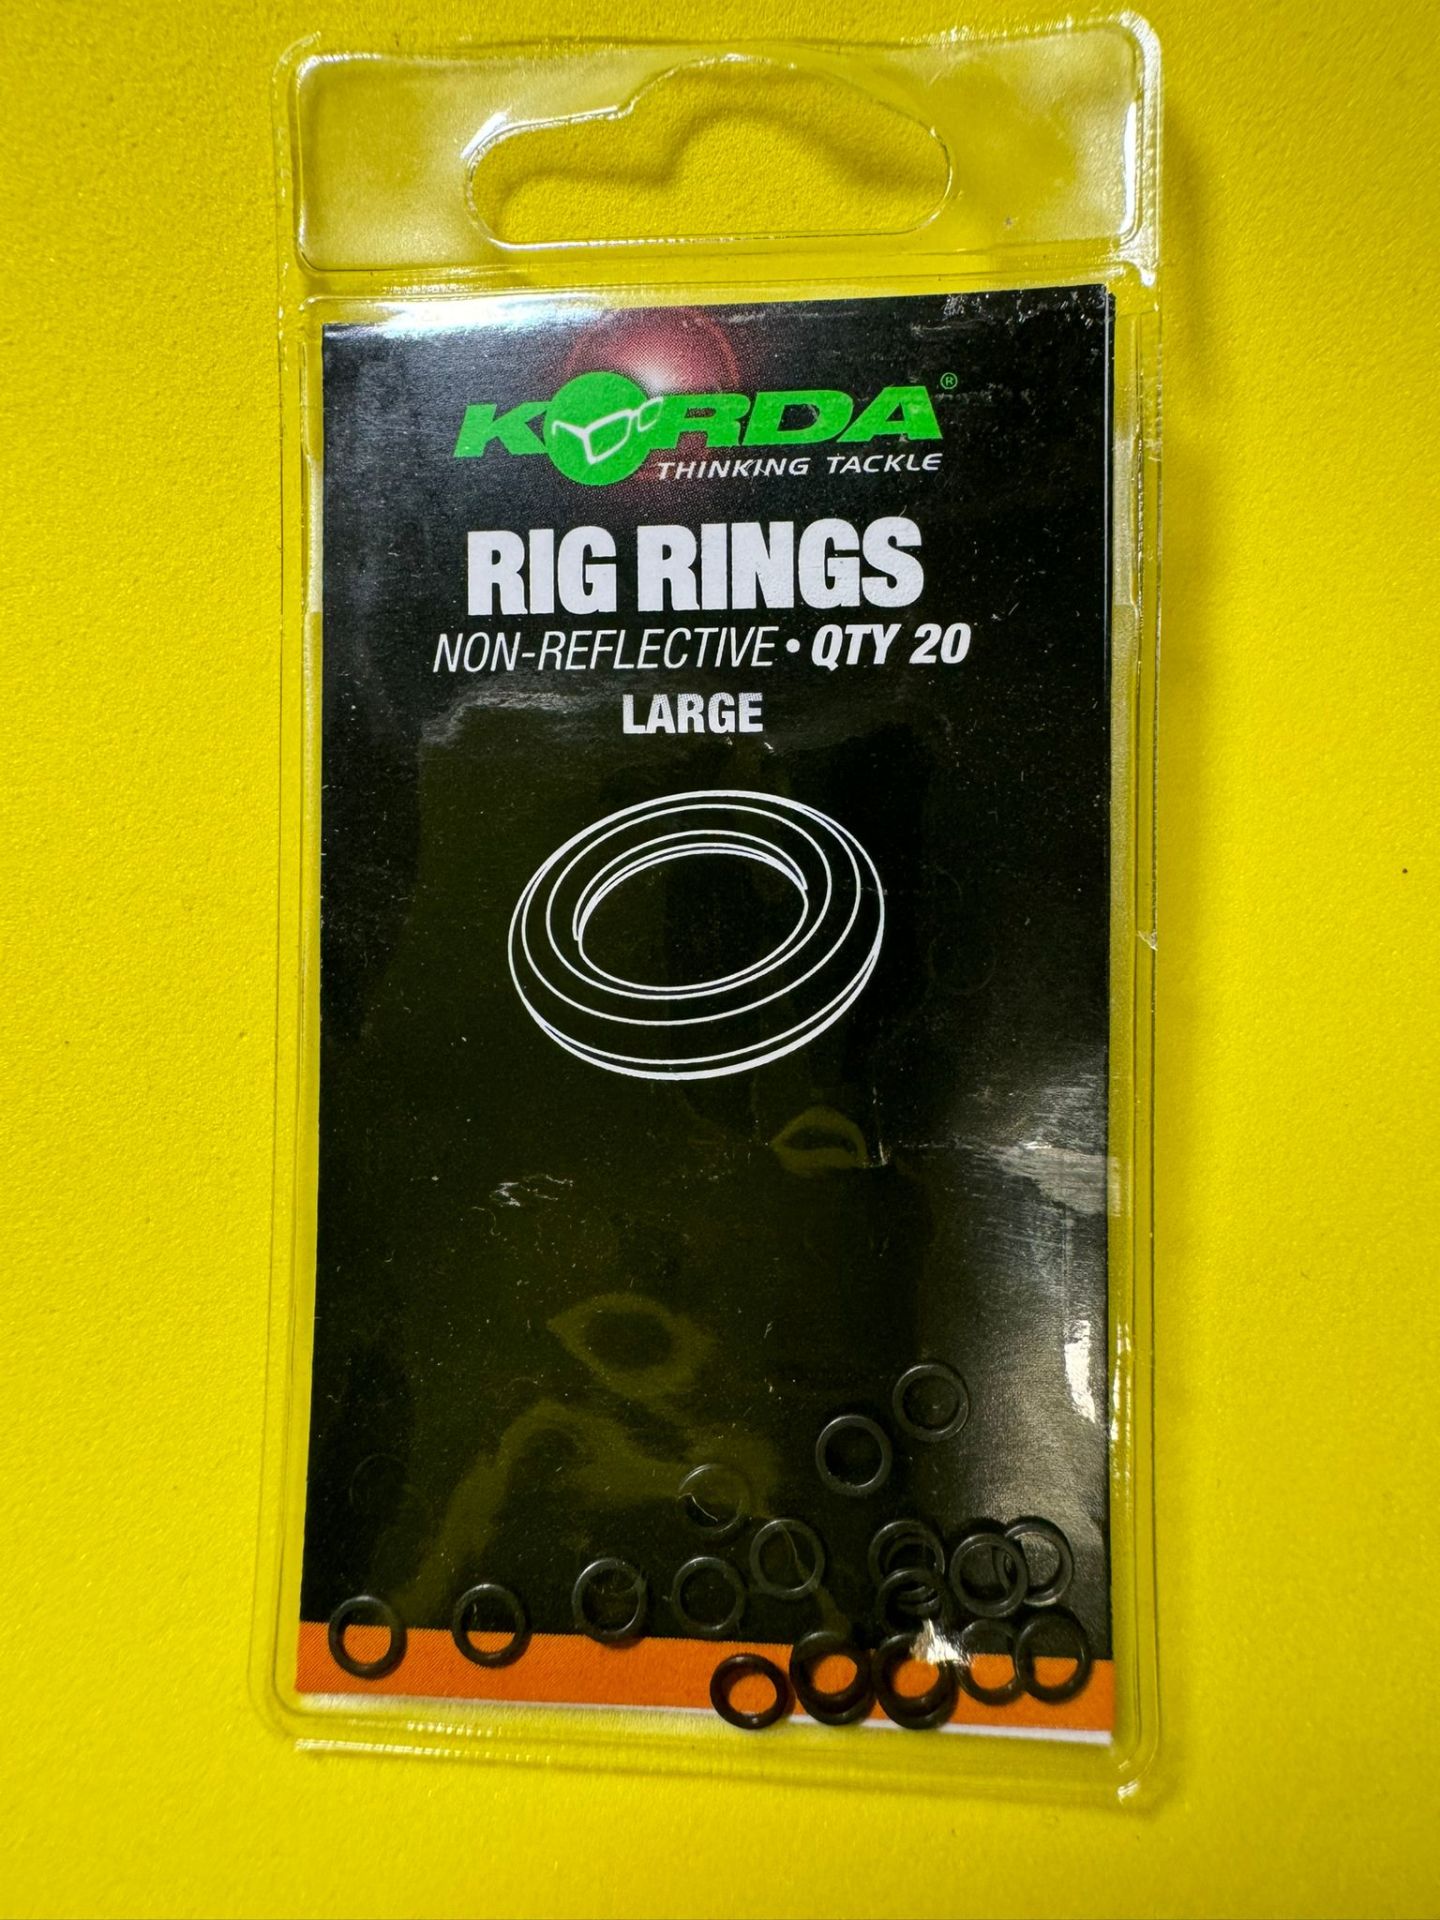 KORDA®
THINKING TACKLE
RIG RINGS
NON-REFLECTIVE • QTY 20
LARGE